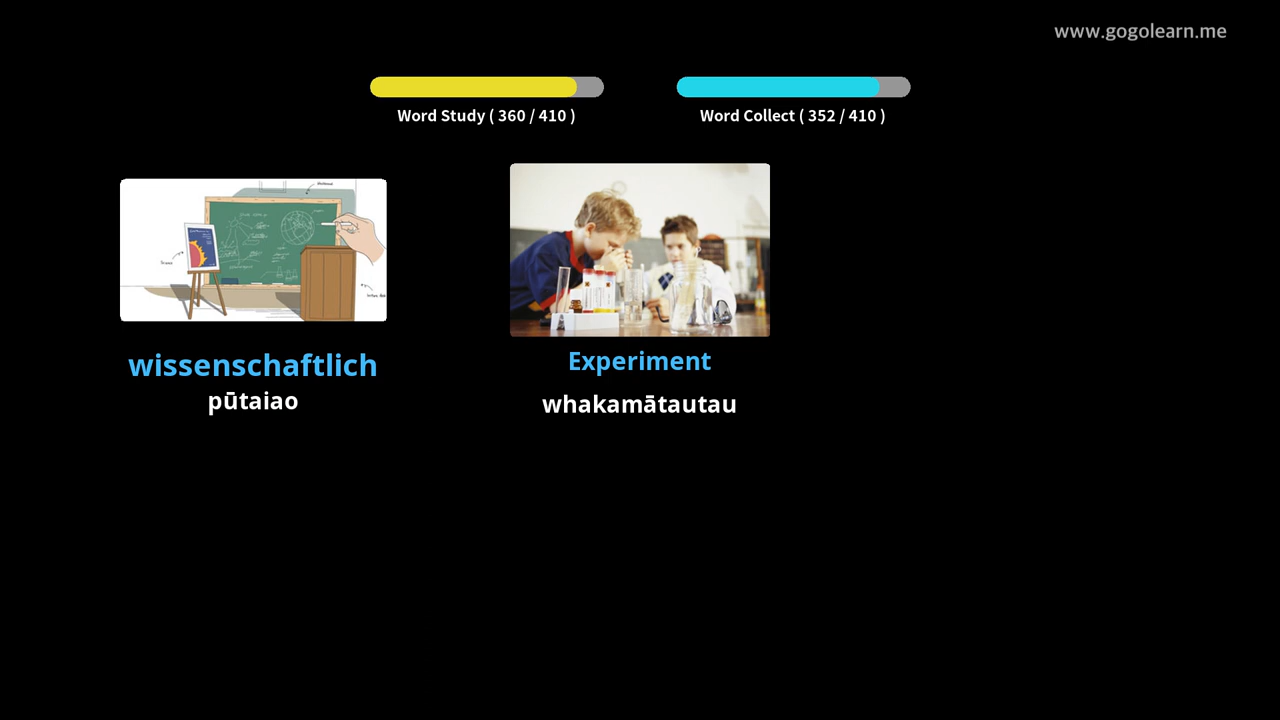 www.gogolearn.me
Word Study ( 360 / 410 )
Word Collect ( 352 / 410 )
wissenschaftlich
pūtaiao
Experiment
whakamātautau